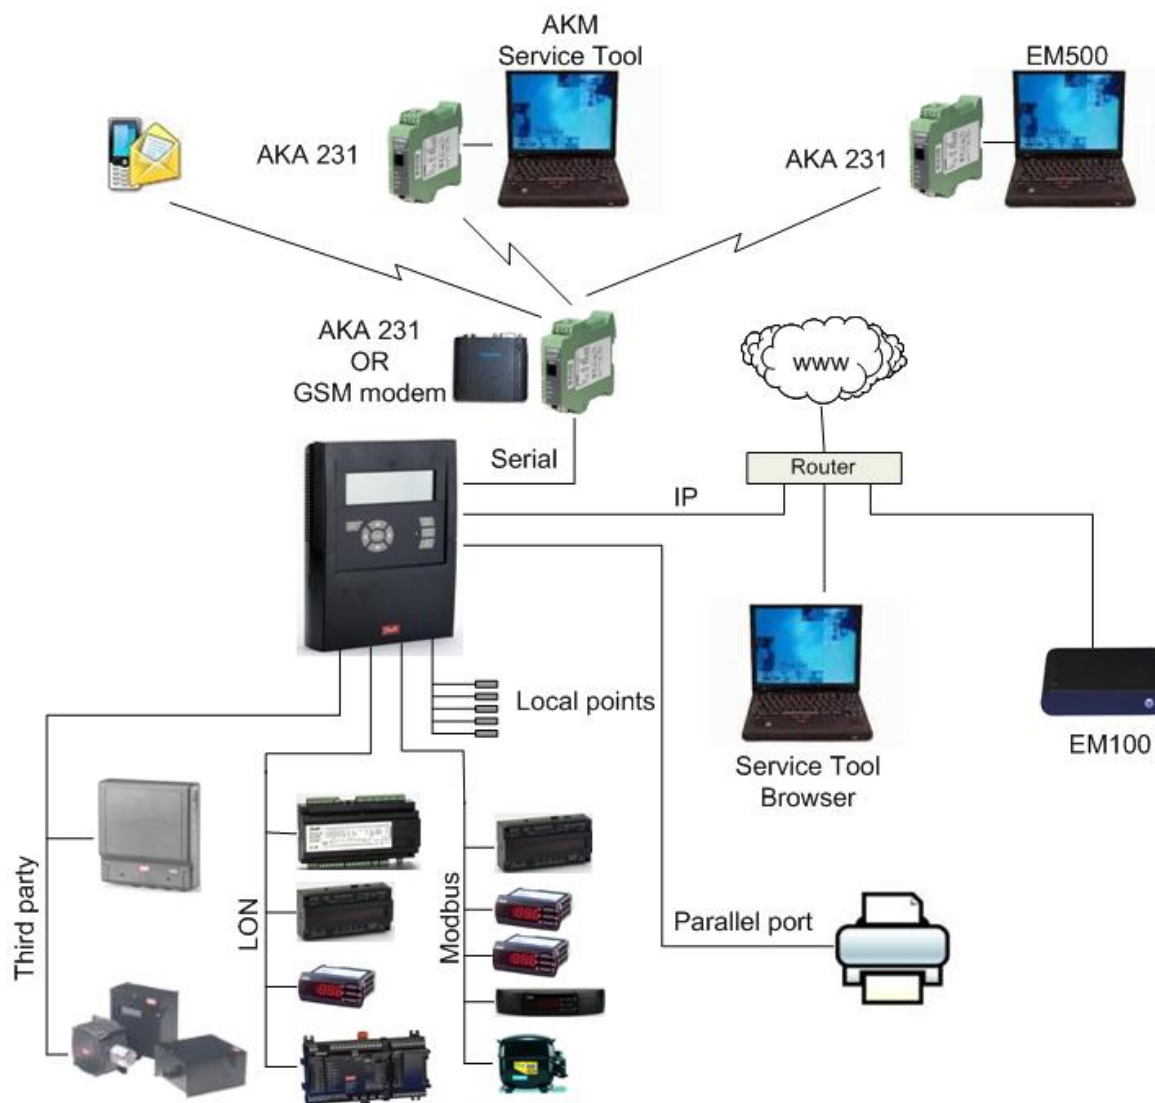 AKM
Service Tool
EM500
AKA 231
AKA 231
AKA 231
OR
GSM modem
www
Serial
Router
IP
Local points
Service Tool
Browser
EM100
Third party
LON
Modbus
Parallel port